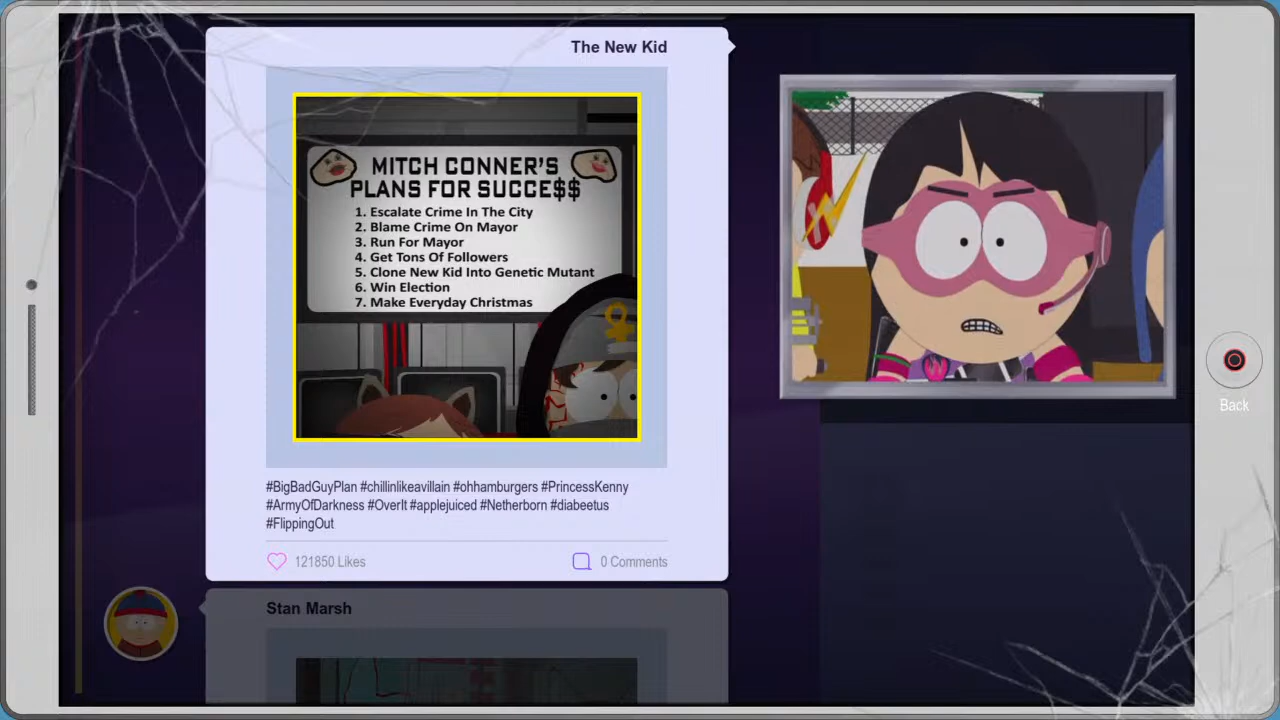 The New Kid
MITCH CONNER'S
PLANS FOR SUCCE$$
1. Escalate Crime In The City
2. Blame Crime On Mayor
3. Run For Mayor
4. Get Tons Of Followers
5. Clone New Kid Into Genetic Mutant
6. Win Election
7. Make Everyday Christmas
#BigBadGuyPlan #chillinlikeavillain #ohhamburgers #PrincessKenny
#ArmyOfDarkness #OverIt #applejuiced #Netherborn #diabeetus
#FlippingOut
121850 Likes
0 Comments
Stan Marsh
Back